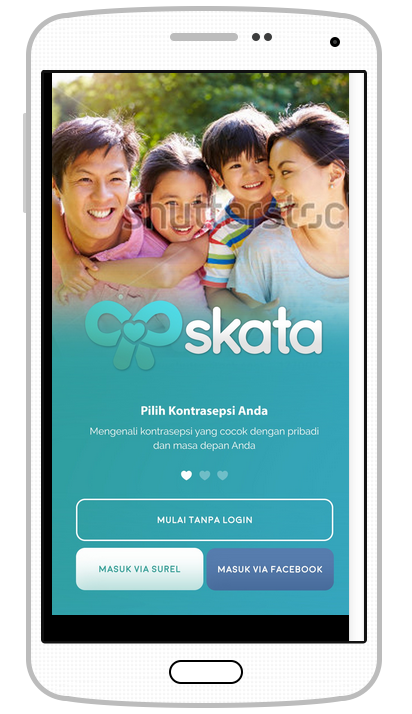 skata
Pilih Kontrasepsi Anda
Mengenali kontrasepsi yang cocok dengan pribadi
dan masa depan Anda
MULAI TANPA LOGIN
MASUK VIA SUREL
MASUK VIA FACEBOOK